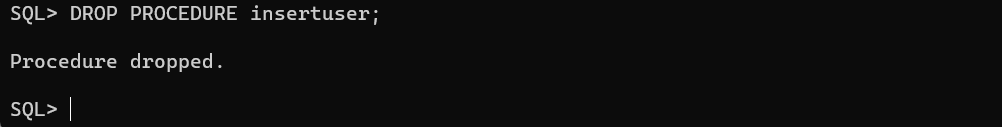 SQL> DROP PROCEDURE insertuser;
Procedure dropped.
SQL>